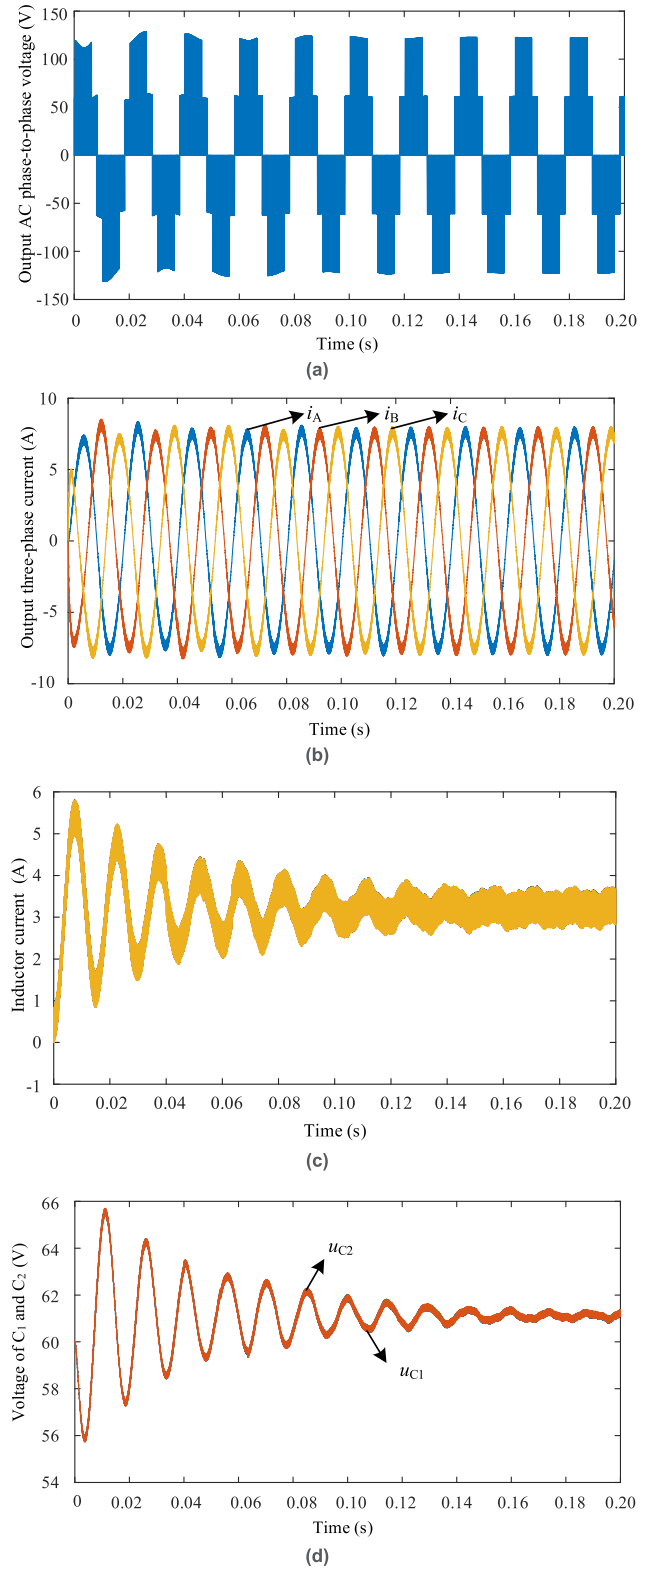 Output AC phase-to-phase voltage (V)
150
100
50
0
-50
-100
-150
0 0.02 0.04 0.06 0.08 0.10 0.12 0.14 0.16 0.18 0.20
Time (s)
(a)
Output three-phase current (A)
10
5
0
-5
-10
iA iB iC
0 0.02 0.04 0.06 0.08 0.10 0.12 0.14 0.16 0.18 0.20
Time (s)
(b)
Inductor current (A)
6
5
4
3
2
1
0
-1
0 0.02 0.04 0.06 0.08 0.10 0.12 0.14 0.16 0.18 0.20
Time (s)
(c)
Voltage of C1 and C2 (V)
66
64
62
60
58
56
54
uC2
uC1
0 0.02 0.04 0.06 0.08 0.10 0.12 0.14 0.16 0.18 0.20
Time (s)
(d)